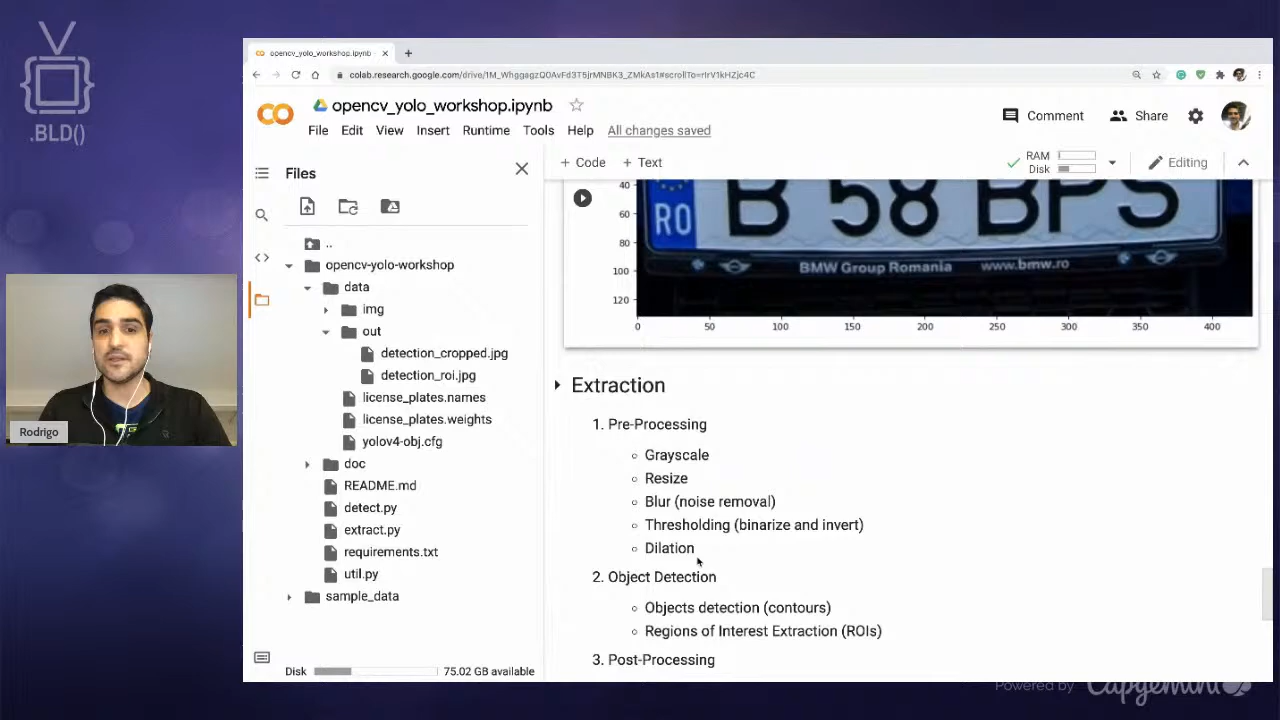 .BLD()
Rodrigo
opencv_yolo_workshop.ipynb
colab.research.google.com/drive/1M_WhggagzQ0AvFd3T5jrMNBK3_ZMkAs1#scrollTo=rIrV1kHZjc4C
opencv_yolo_workshop.ipynb
File Edit View Insert Runtime Tools Help All changes saved
Comment Share
Files
+ Code + Text
RAM
Disk
Editing
..
opencv-yolo-workshop
data
img
out
detection_cropped.jpg
detection_roi.jpg
license_plates.names
license_plates.weights
yolov4-obj.cfg
doc
README.md
detect.py
extract.py
requirements.txt
util.py
sample_data
Disk 75.02 GB available
40
60
80
100
120
RO B 58 BPS
BMW Group Romania www.bmw.ro
0 50 100 150 200 250 300 350 400
Extraction
1. Pre-Processing
Grayscale
Resize
Blur (noise removal)
Thresholding (binarize and invert)
Dilation
2. Object Detection
Objects detection (contours)
Regions of Interest Extraction (ROIs)
3. Post-Processing
Powered by Capgemini